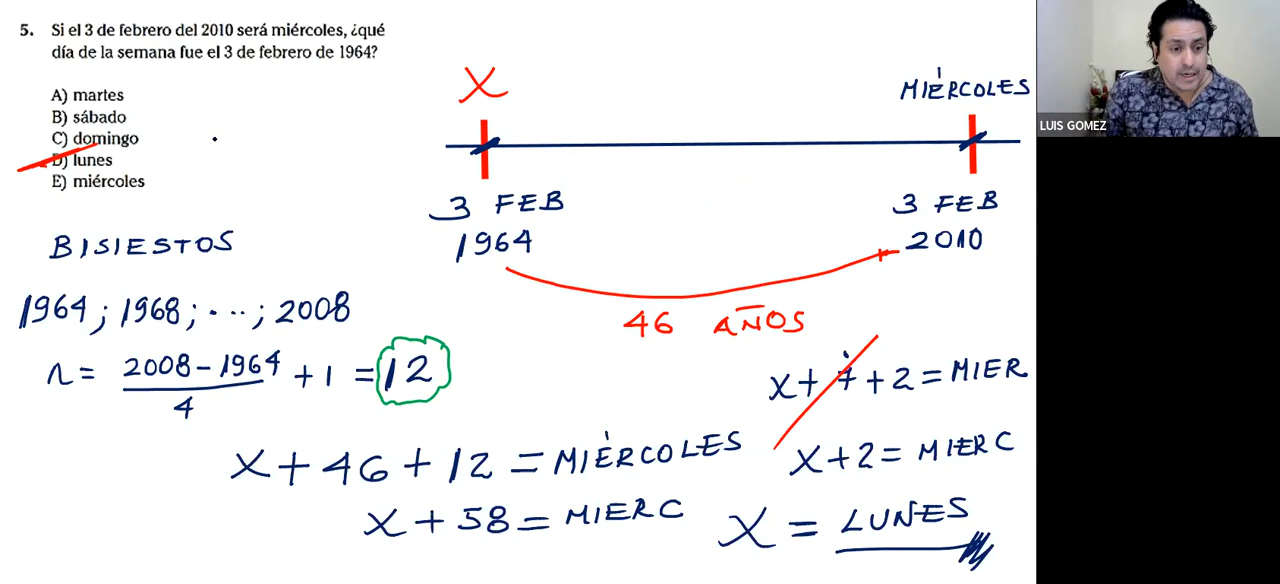 5. Si el 3 de febrero del 2010 será miércoles, ¿qué
día de la semana fue el 3 de febrero de 1964?
A) martes
B) sábado
C) domingo
D) lunes
E) miércoles
X
MIÉRCOLES
LUIS GOMEZ
3 FEB
1964
3 FEB
2010
46 AÑOS
BISIESTOS
1964; 1968; ...; 2008
n = 2008 - 1964 / 4 + 1 = 12
X + 46 + 12 = MIÉRCOLES
X + 58 = MIERC
X + 7 + 2 = MIER
X + 2 = MIERC
X = LUNES